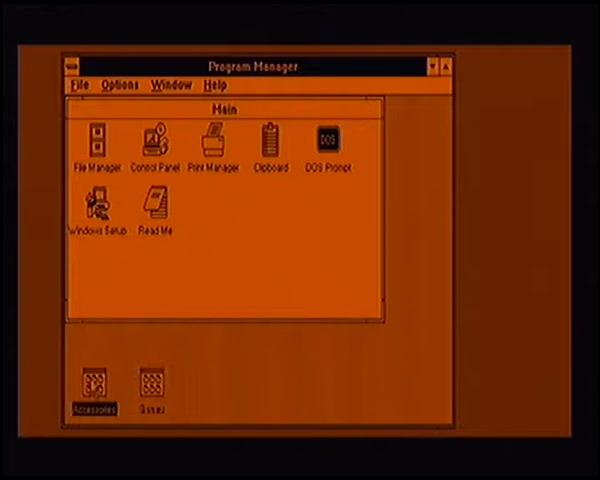 Program Manager
File Options Window Help
Main
File Manager Control Panel Print Manager Clipboard DOS Prompt
DOS
Windows Setup Read Me
Accessories Games